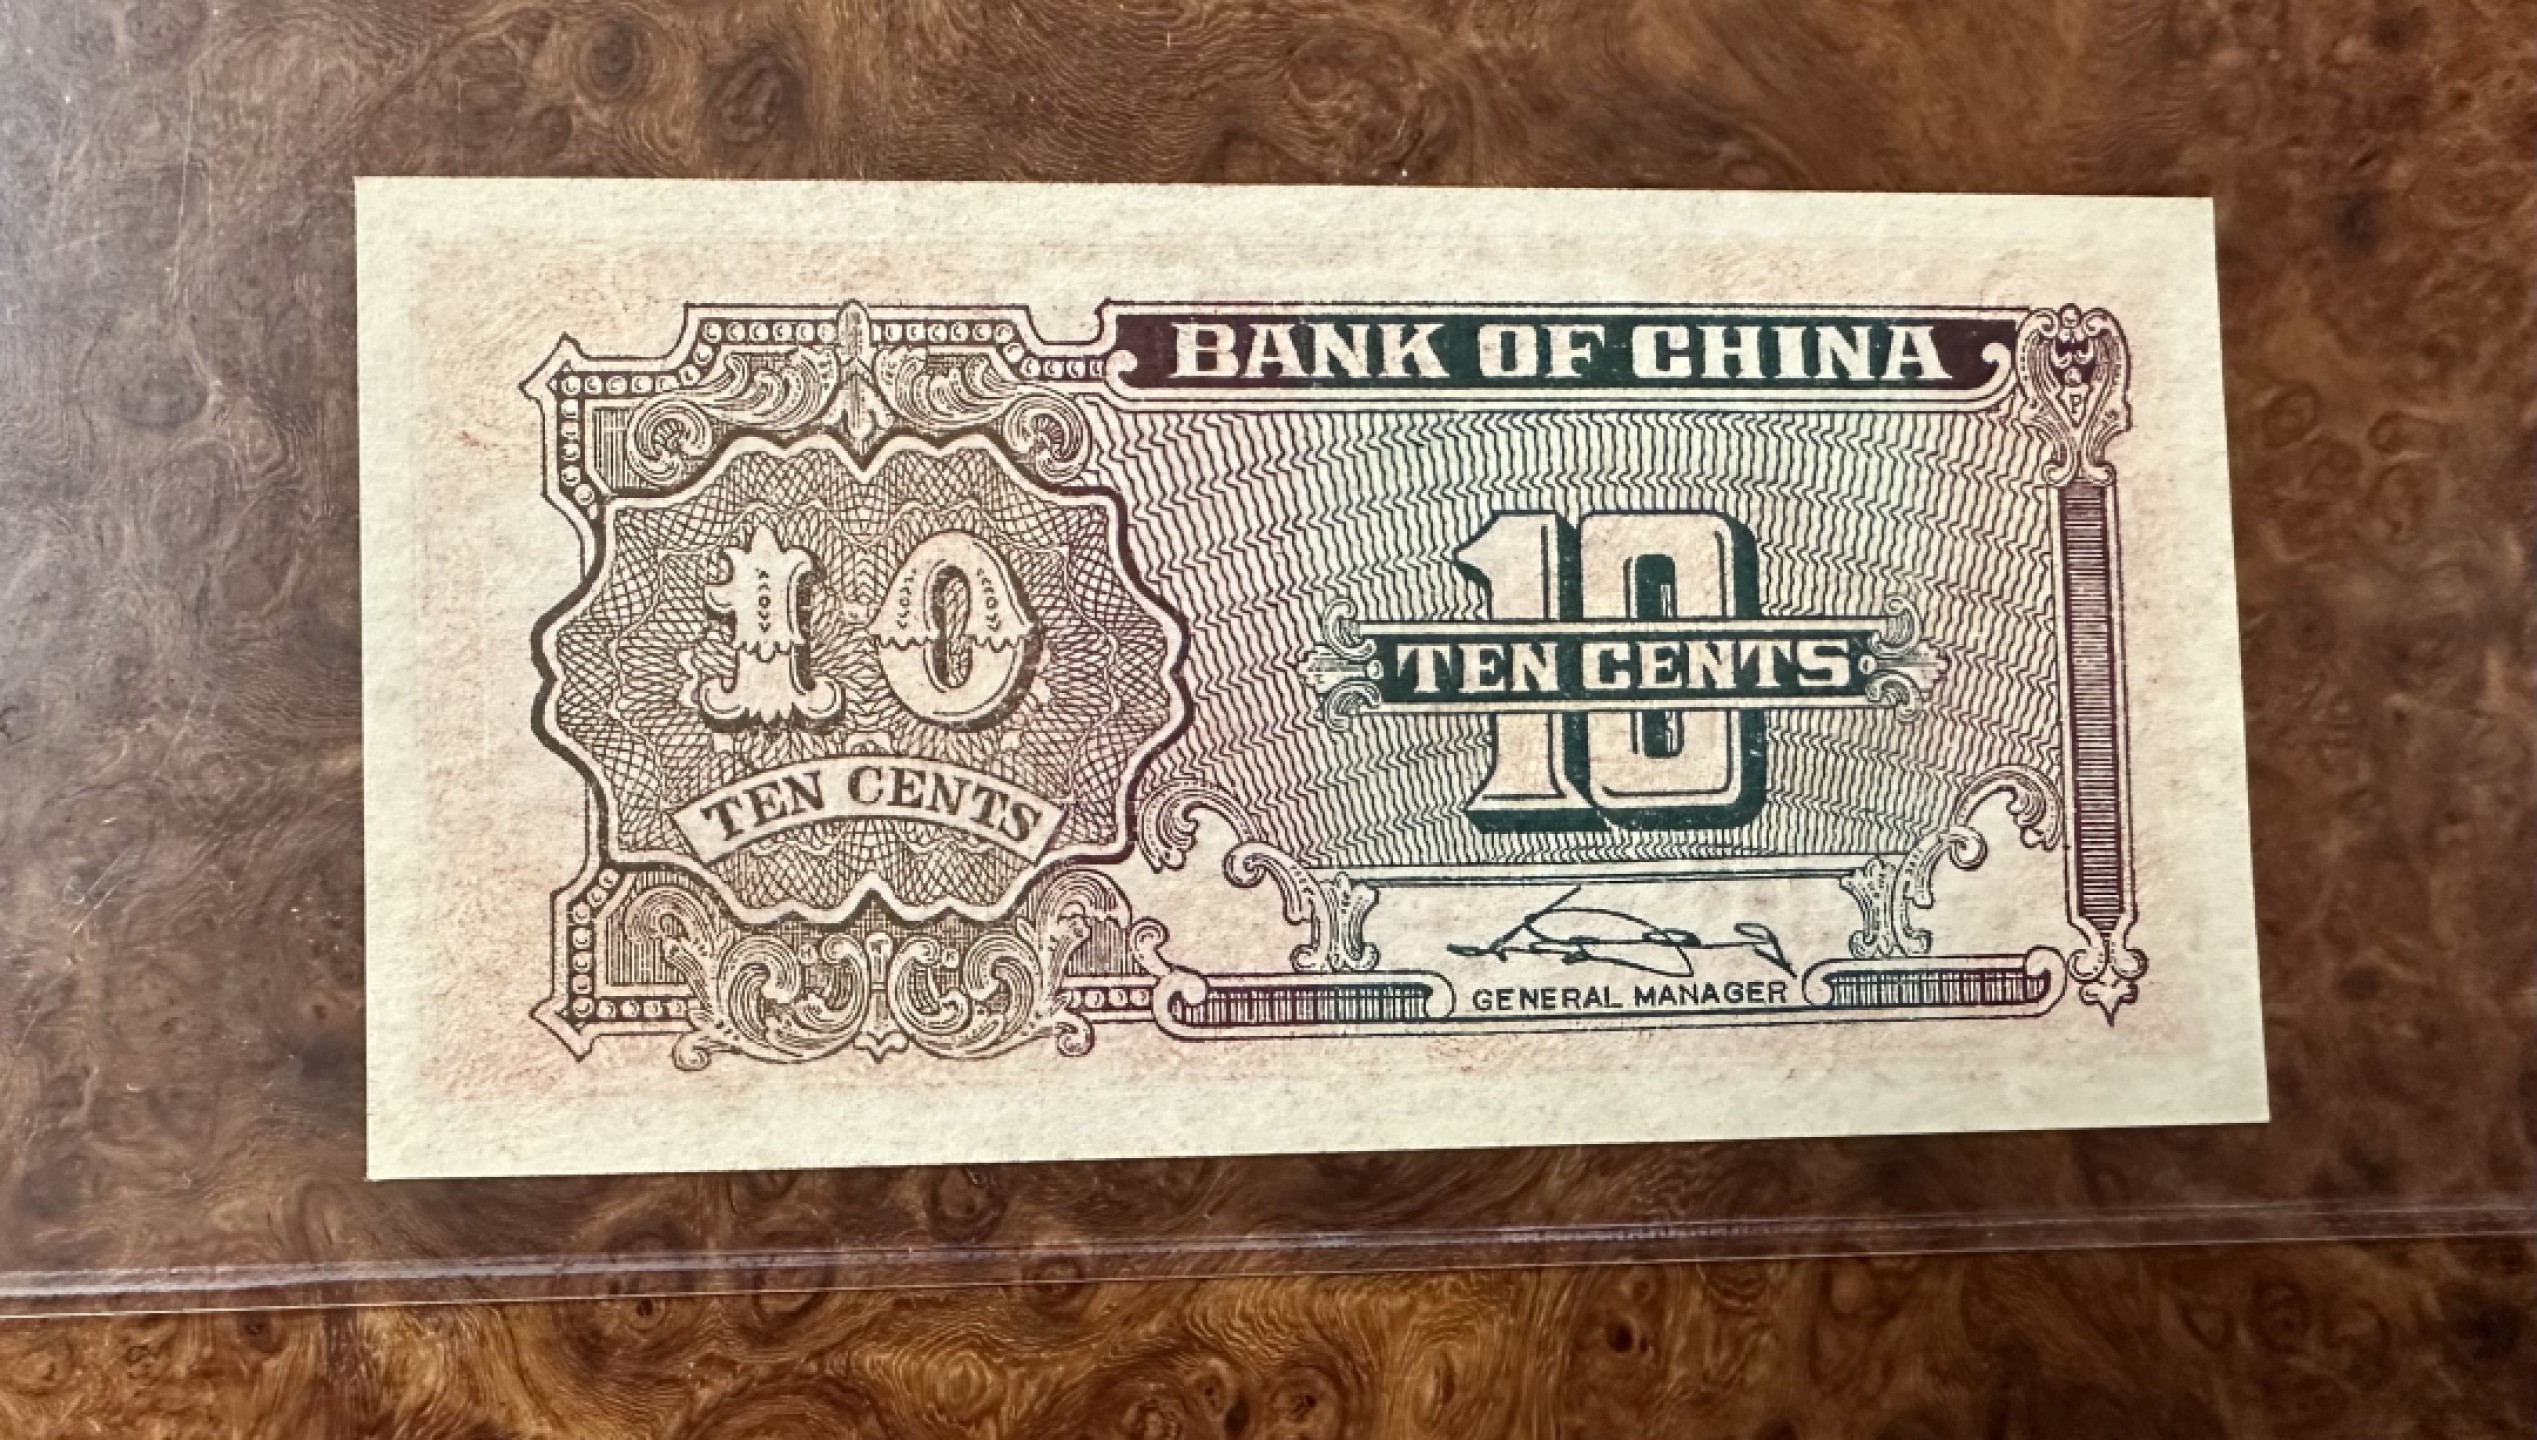 BANK OF CHINA
10
TEN CENTS
10
TEN CENTS
GENERAL MANAGER